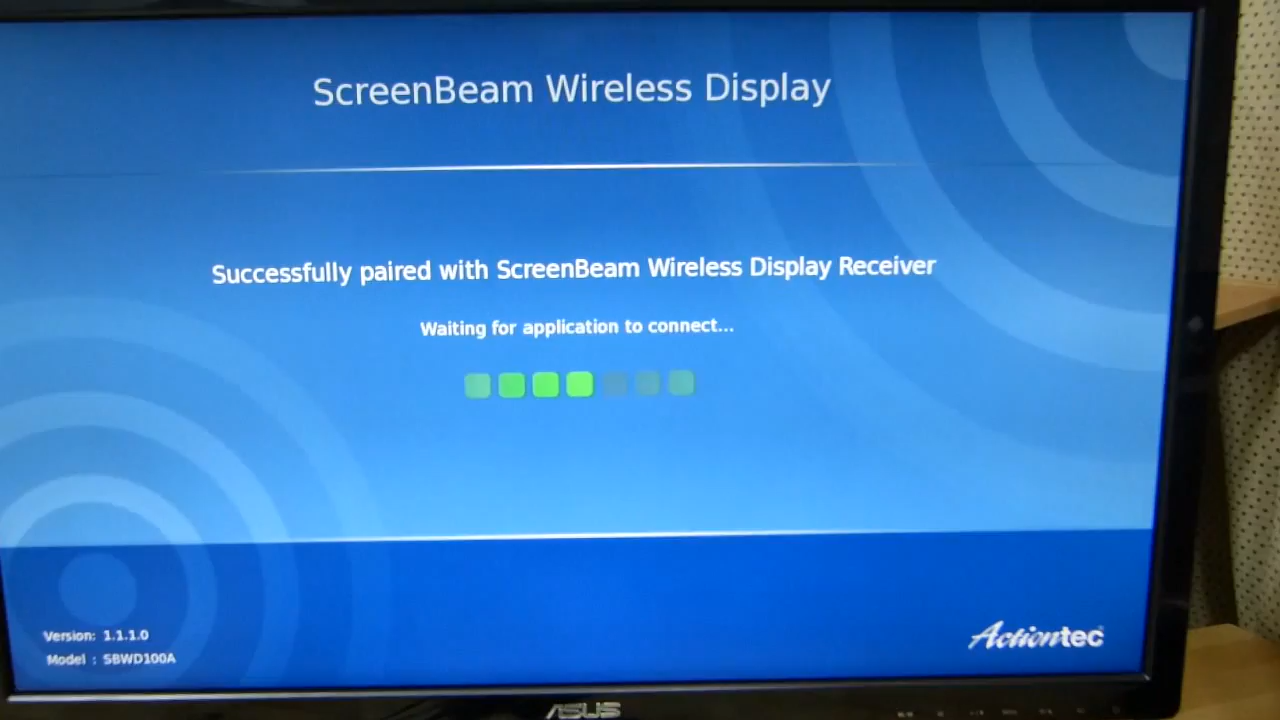 ScreenBeam Wireless Display
Successfully paired with ScreenBeam Wireless Display Receiver
Waiting for application to connect...
Version: 1.1.1.0
Model : SBWD100A
Actiontec
ASUS